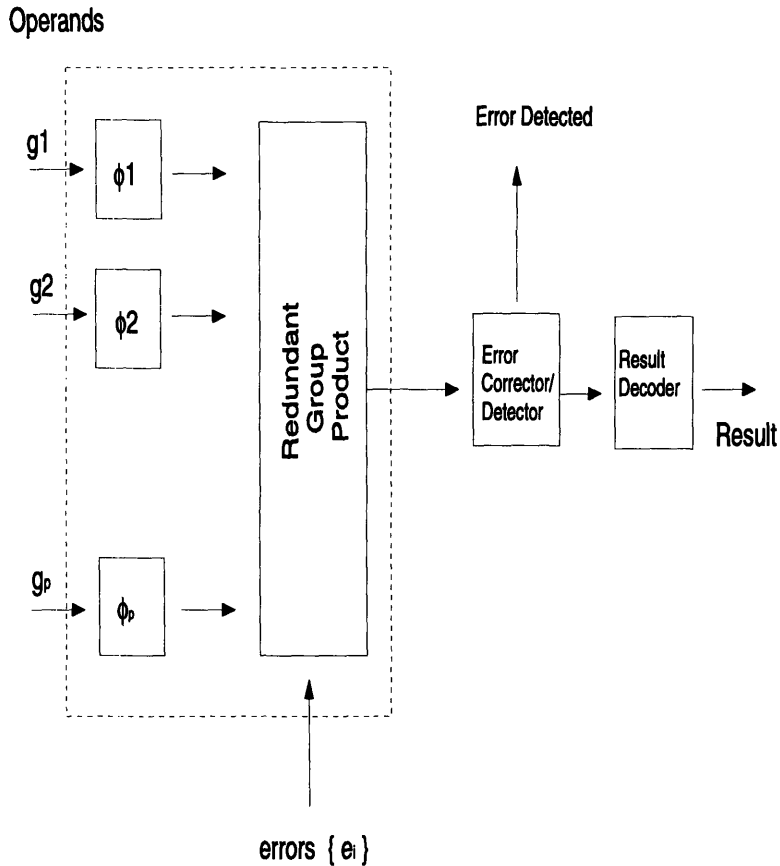 Operands
g1
ϕ1
g2
ϕ2
gₚ
ϕₚ
Redundant
Group
Product
errors { eᵢ }
Error Detected
Error
Corrector/
Detector
Result
Decoder
Result